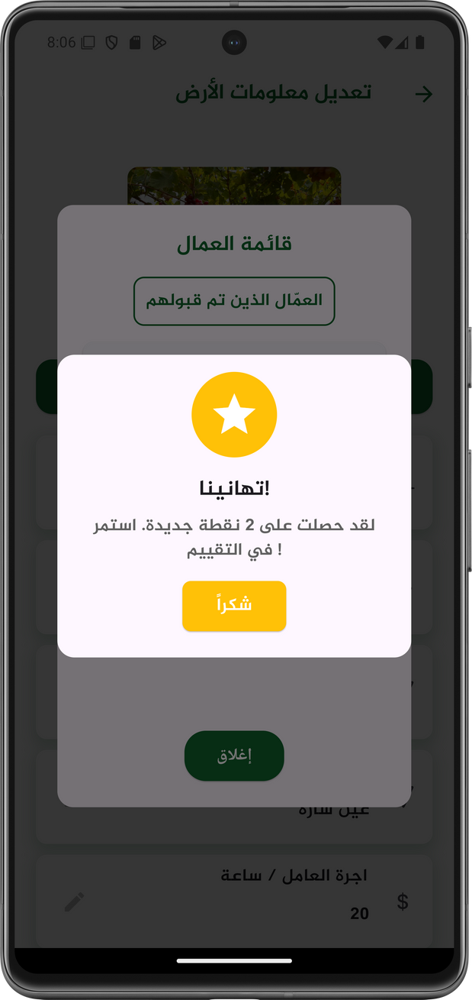 8:06
تعديل معلومات الأرض
قائمة العمال
العمّال الذين تم قبولهم
تهانينا!
لقد حصلت على 2 نقطة جديدة. استمر
في التقييم !
شكراً
إغلاق
عين سارة
اجرة العامل / ساعة
$
20